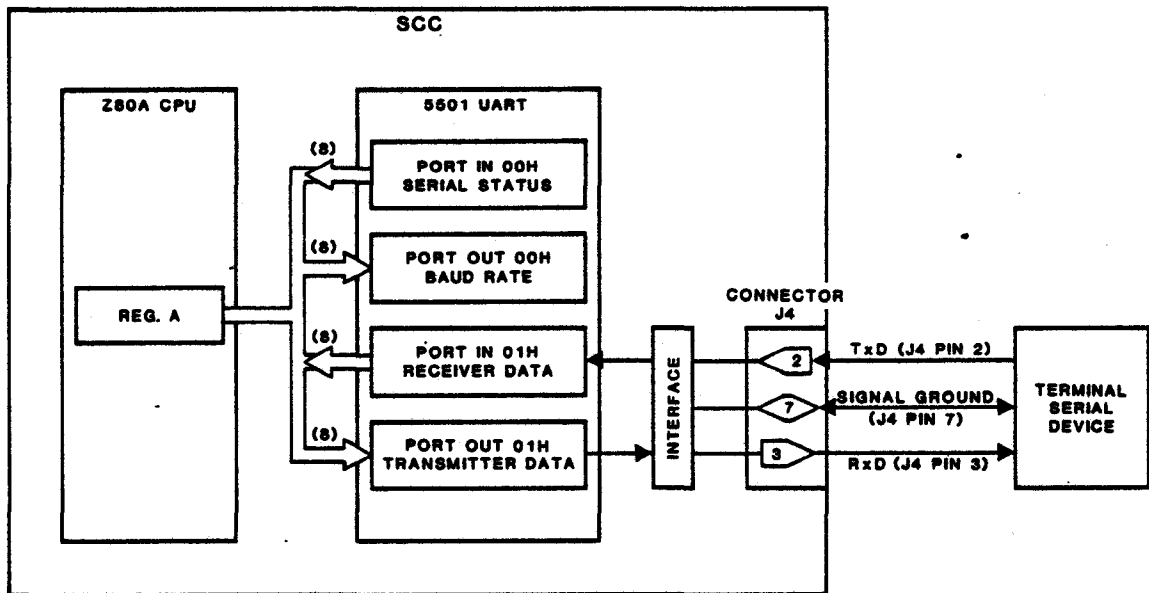 SCC
Z80A CPU
REG. A
5501 UART
(8)
PORT IN 00H
SERIAL STATUS
(8)
PORT OUT 00H
BAUD RATE
(8)
PORT IN 01H
RECEIVER DATA
(8)
PORT OUT 01H
TRANSMITTER DATA
INTERFACE
CONNECTOR
J4
2
7
3
TxD (J4 PIN 2)
SIGNAL GROUND
(J4 PIN 7)
RxD (J4 PIN 3)
TERMINAL
SERIAL
DEVICE